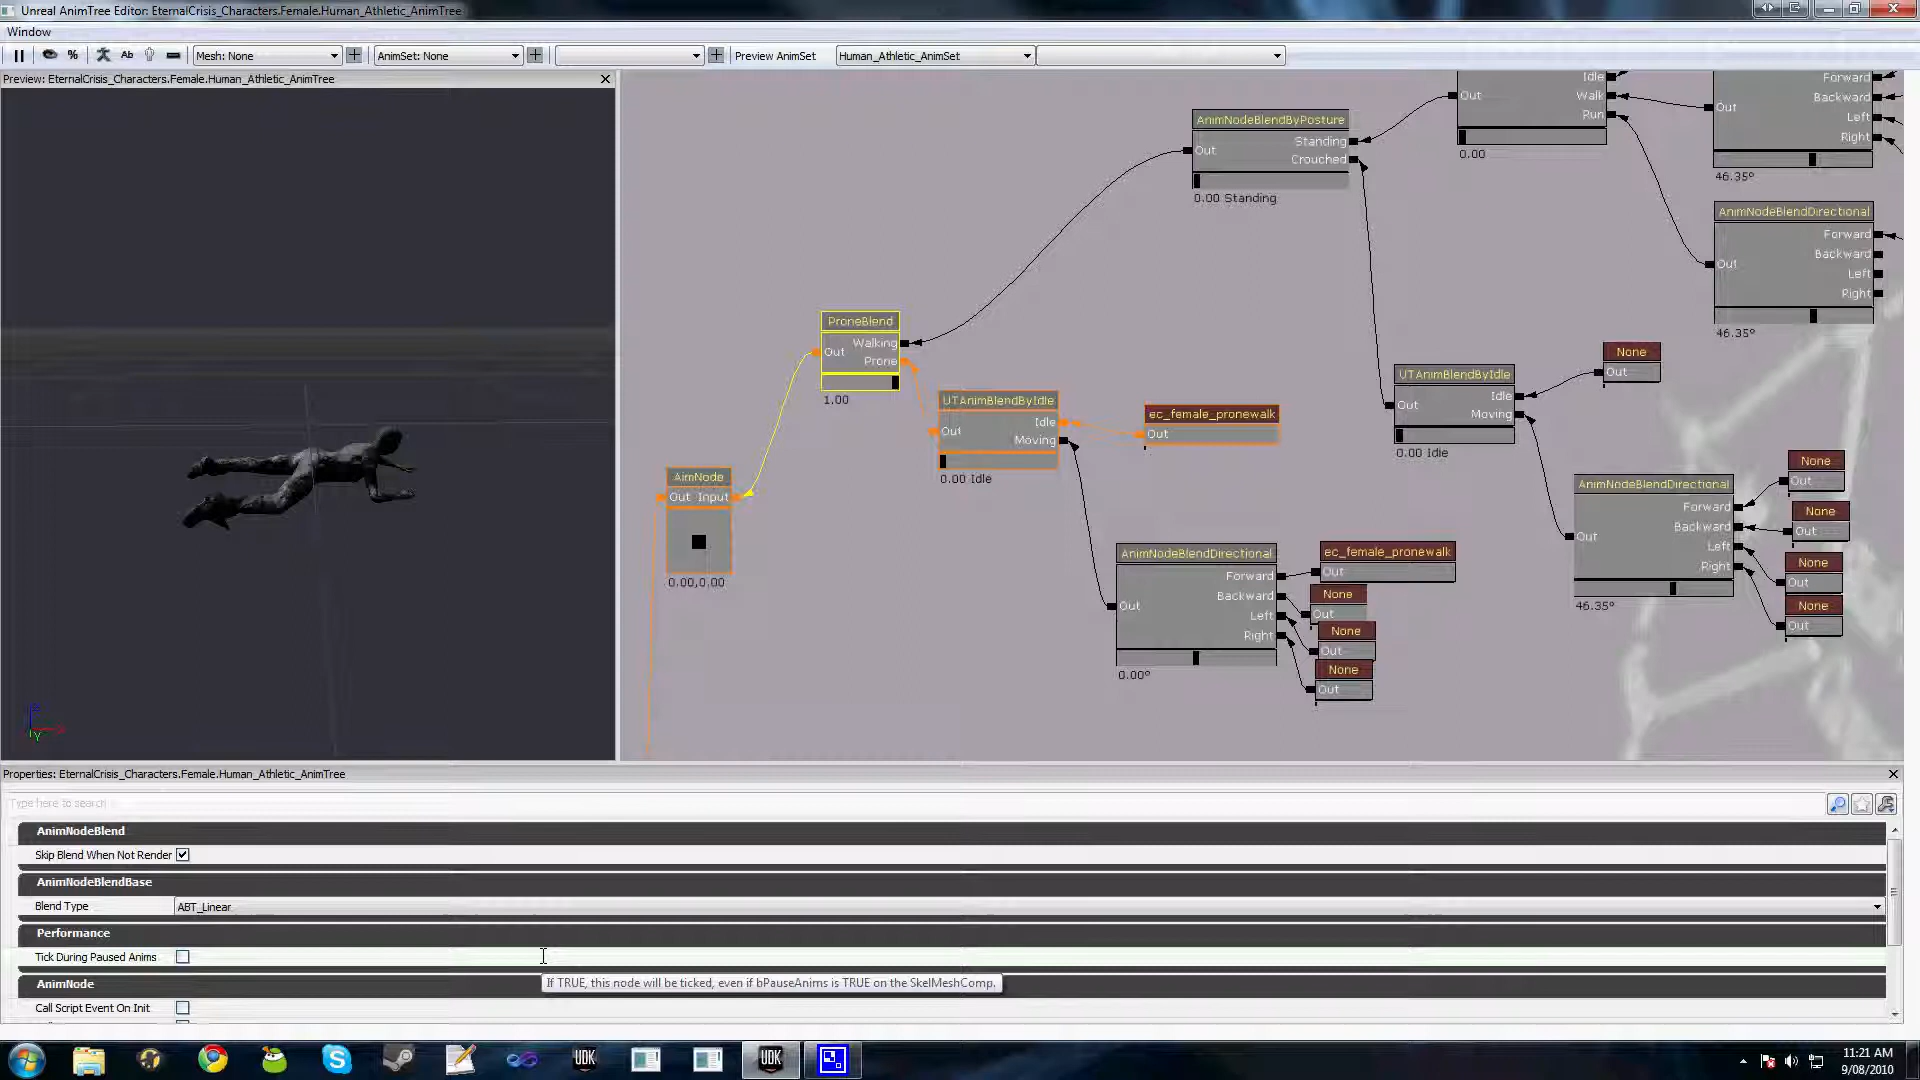 Unreal AnimTree Editor: EternalCrisis_Characters.Female.Human_Athletic_AnimTree
Window
Mesh: None
AnimSet: None
Preview AnimSet
Human_Athletic_AnimSet
Preview: EternalCrisis_Characters.Female.Human_Athletic_AnimTree
Idle
Out
Walk
Run
0.00
Forward
Backward
Out
Left
Right
46.35°
AnimNodeBlendByPosture
Standing
Out
Crouched
0.00 Standing
AnimNodeBlendDirectional
Forward
Backward
Out
Left
Right
46.35°
ProneBlend
Walking
Out
Prone
1.00
UTAnimBlendByIdle
Idle
Out
Moving
0.00 Idle
ec_female_pronewalk
Out
UTAnimBlendByIdle
Idle
Out
Moving
0.00 Idle
None
Out
AimNode
Out Input
0.00,0.00
AnimNodeBlendDirectional
Forward
Backward
Out
Left
Right
46.35°
None
Out
None
Out
None
Out
None
Out
AnimNodeBlendDirectional
Forward
Backward
Out
Left
Right
0.00°
ec_female_pronewalk
Out
None
Out
None
Out
None
Out
Properties: EternalCrisis_Characters.Female.Human_Athletic_AnimTree
Type here to search
AnimNodeBlend
Skip Blend When Not Render
AnimNodeBlendBase
Blend Type
ABT_Linear
Performance
Tick During Paused Anims
If TRUE, this node will be ticked, even if bPauseAnims is TRUE on the SkelMeshComp.
AnimNode
Call Script Event On Init
UDK
UDK
11:21 AM
9/08/2010